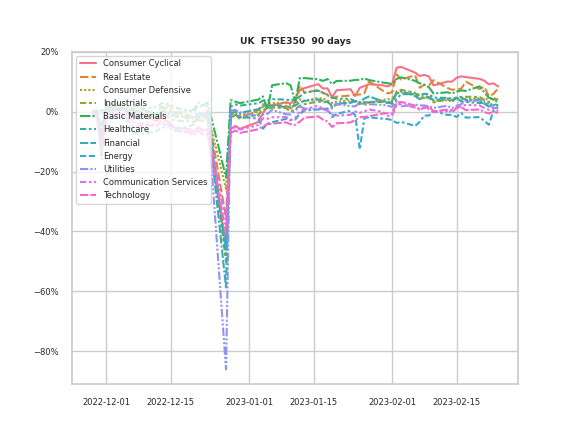 UK FTSE350 90 days
20%
0%
−20%
−40%
−60%
−80%
Consumer Cyclical
Real Estate
Consumer Defensive
Industrials
Basic Materials
Healthcare
Financial
Energy
Utilities
Communication Services
Technology
2022-12-01
2022-12-15
2023-01-01
2023-01-15
2023-02-01
2023-02-15